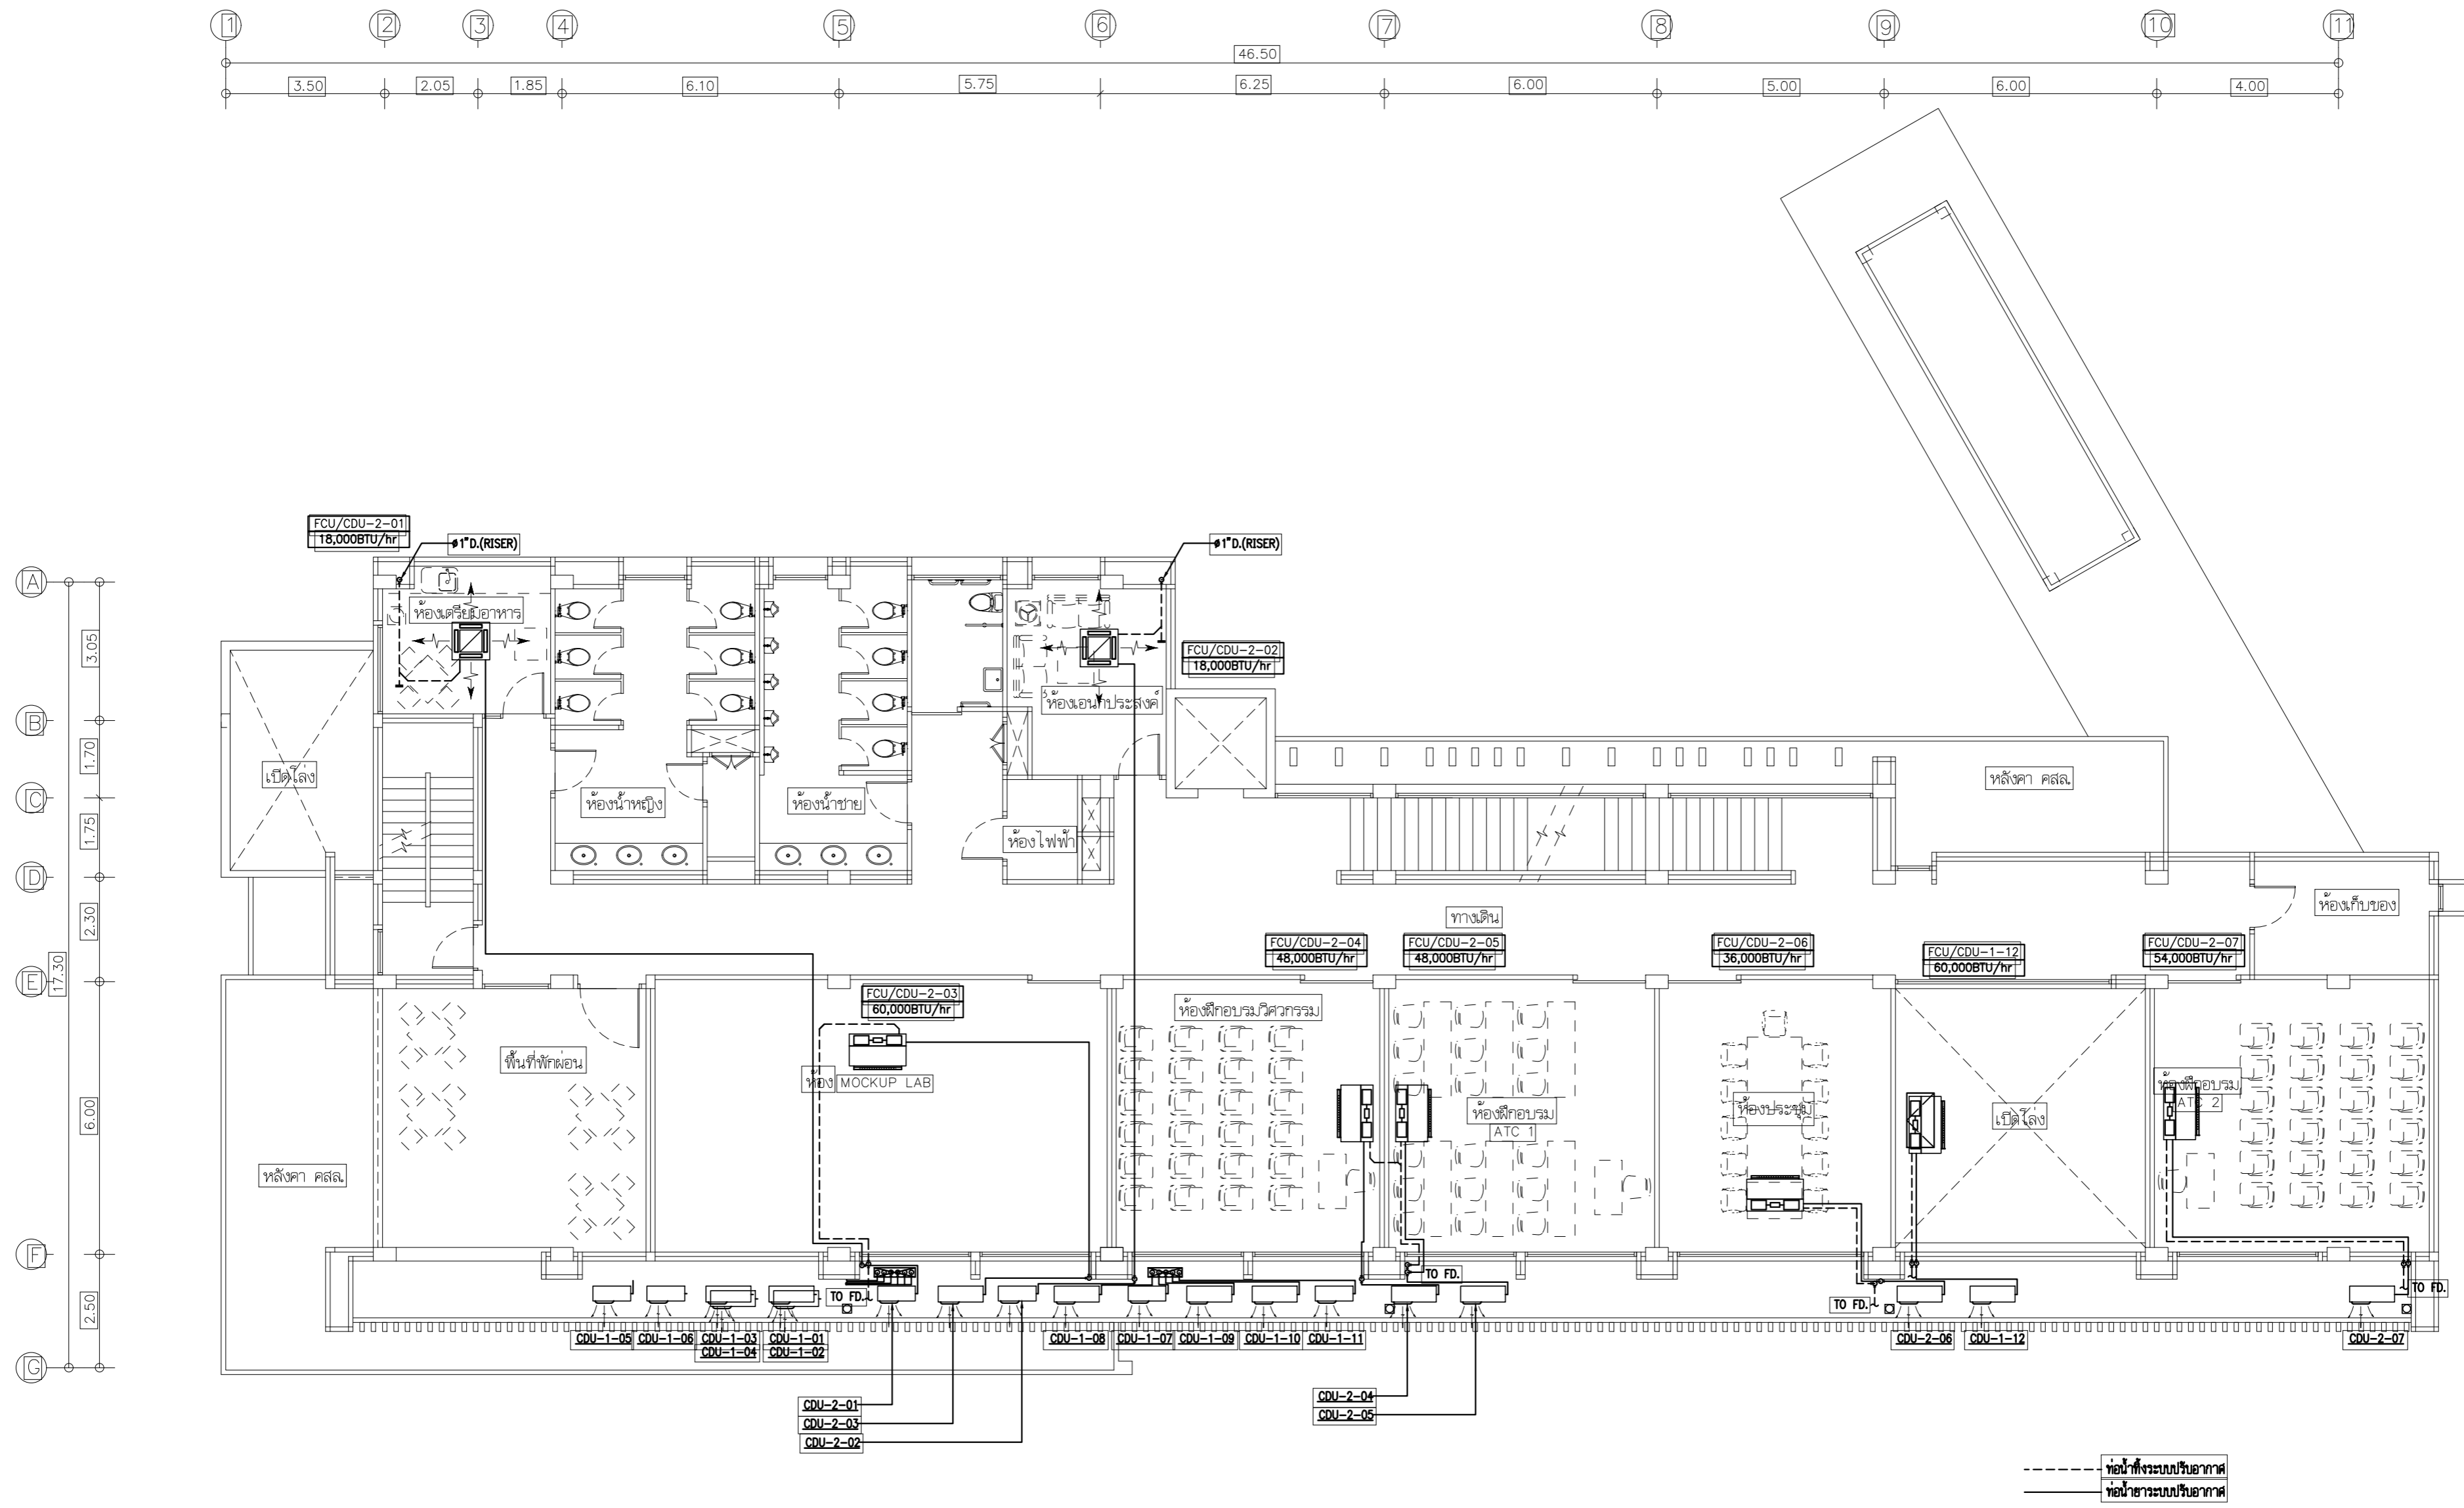 1 2 3 4 5 6 7 8 9 10 11
46.50
3.50 2.05 1.85 6.10 5.75 6.25 6.00 5.00 6.00 4.00
FCU/CDU-2-01
18,000BTU/hr
ø1"D.(RISER)
ø1"D.(RISER)
A
ห้องเตรียมอาหาร
3.05
FCU/CDU-2-02
18,000BTU/hr
ห้องเอนกประสงค์
B
1.70
เปิดโล่ง
หลังคา คสล.
C
ห้องน้ำหญิง
ห้องน้ำชาย
1.75
ห้องไฟฟ้า
D
ห้องเก็บของ
2.30
ทางเดิน
FCU/CDU-2-04
48,000BTU/hr
FCU/CDU-2-05
48,000BTU/hr
FCU/CDU-2-06
36,000BTU/hr
FCU/CDU-1-12
60,000BTU/hr
FCU/CDU-2-07
54,000BTU/hr
17.30
E
FCU/CDU-2-03
60,000BTU/hr
ห้องฝึกอบรมวิศวกรรม
พื้นที่พักผ่อน
ห้อง MOCKUP LAB
ห้องฝึกอบรม
ATC 1
ห้องประชุม
เปิดโล่ง
ห้องฝึกอบรม
ATC 2
6.00
หลังคา คสล.
F
TO FD.
TO FD.
TO FD.
TO FD.
2.50
CDU-1-05 CDU-1-06 CDU-1-03 CDU-1-01 CDU-1-08 CDU-1-07 CDU-1-09 CDU-1-10 CDU-1-11 CDU-2-06 CDU-1-12 CDU-2-07
CDU-1-04 CDU-1-02
G
CDU-2-01
CDU-2-03
CDU-2-02
CDU-2-04
CDU-2-05
ท่อน้ำทิ้งระบบปรับอากาศ
ท่อน้ำยาระบบปรับอากาศ